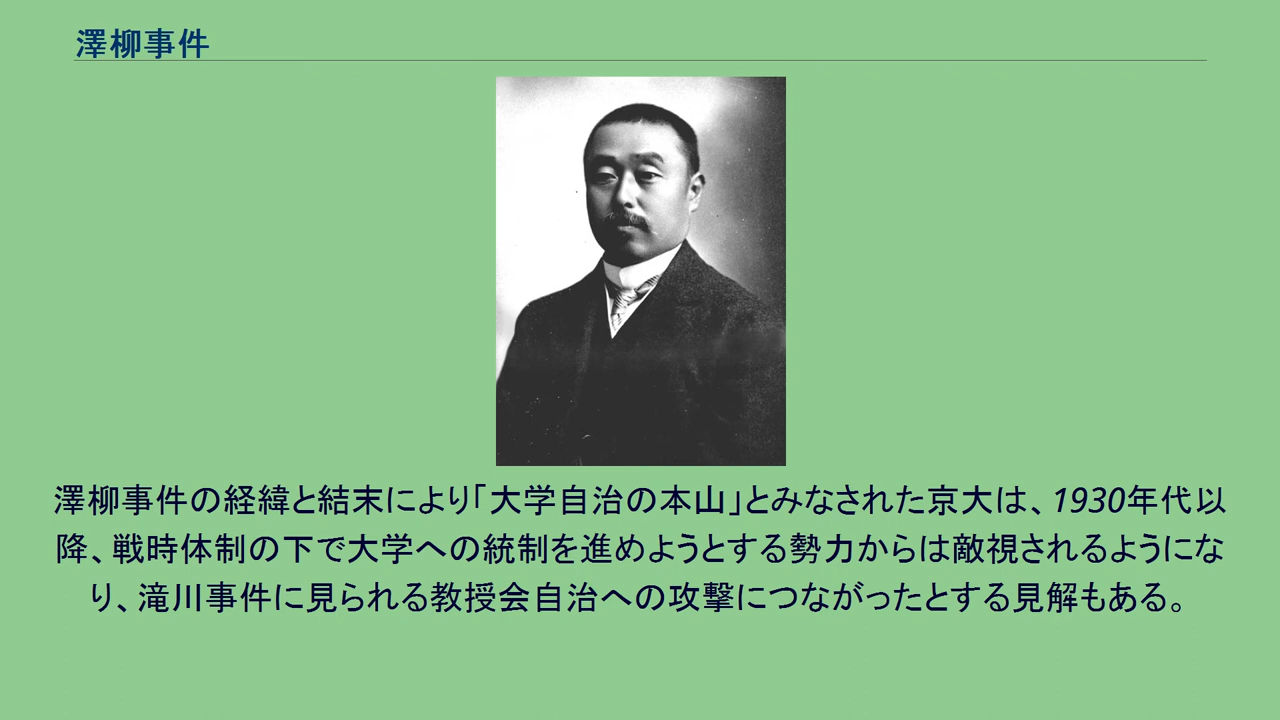 澤柳事件
澤柳事件の経緯と結末により｢大学自治の本山｣とみなされた京大は､1930年代以
降､戦時体制の下で大学への統制を進めようとする勢力からは敵視されるようにな
り､滝川事件に見られる教授会自治への攻撃につながったとする見解もある｡